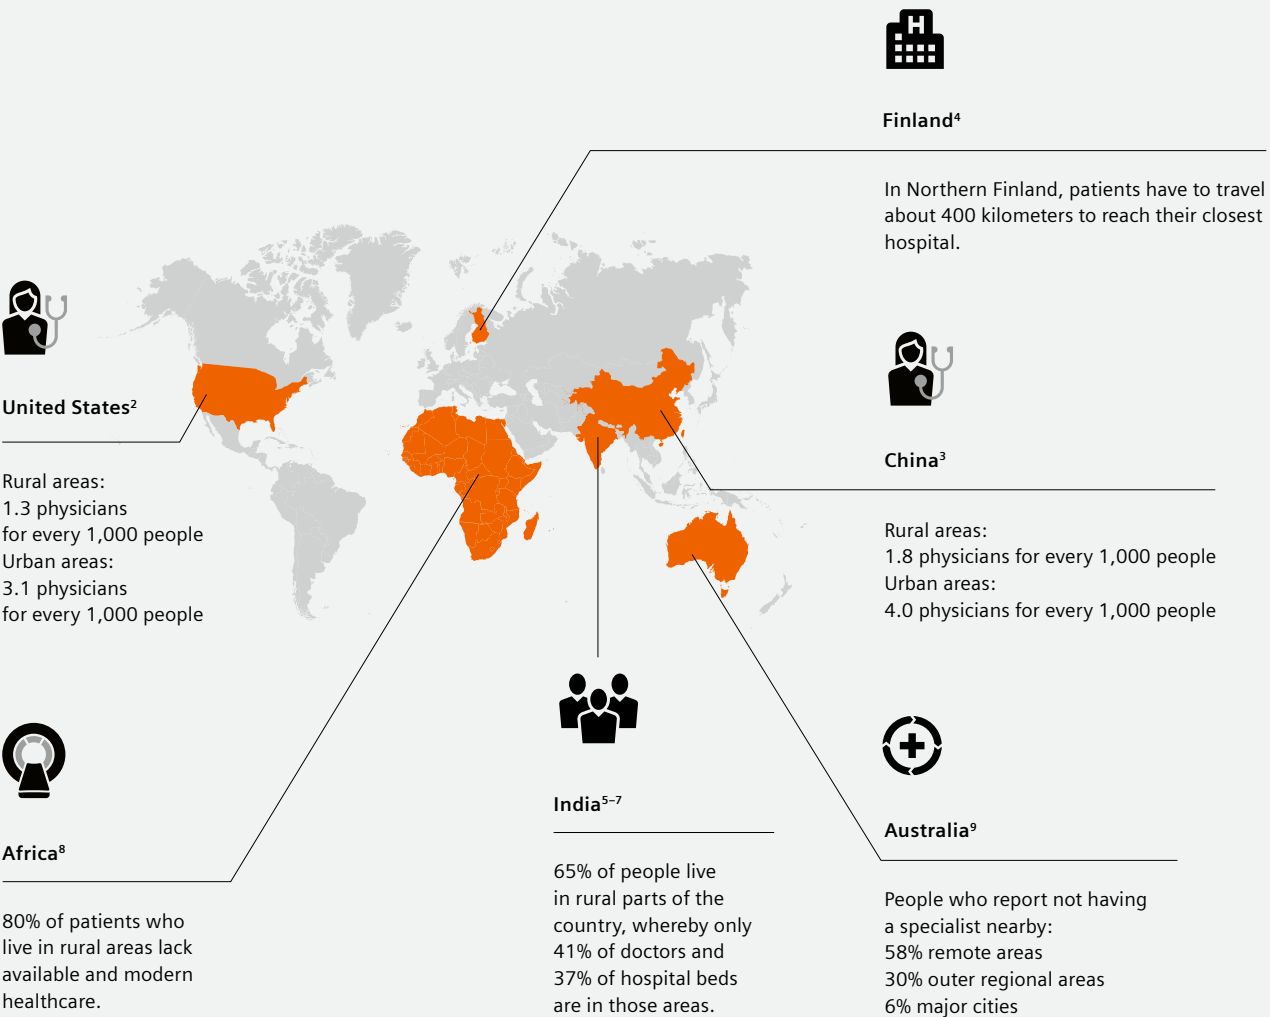 H
Finland⁴
In Northern Finland, patients have to travel
about 400 kilometers to reach their closest
hospital.
United States²
Rural areas:
1.3 physicians
for every 1,000 people
Urban areas:
3.1 physicians
for every 1,000 people
China³
Rural areas:
1.8 physicians for every 1,000 people
Urban areas:
4.0 physicians for every 1,000 people
Africa⁸
80% of patients who
live in rural areas lack
available and modern
healthcare.
India⁵⁻⁷
65% of people live
in rural parts of the
country, whereby only
41% of doctors and
37% of hospital beds
are in those areas.
Australia⁹
People who report not having
a specialist nearby:
58% remote areas
30% outer regional areas
6% major cities